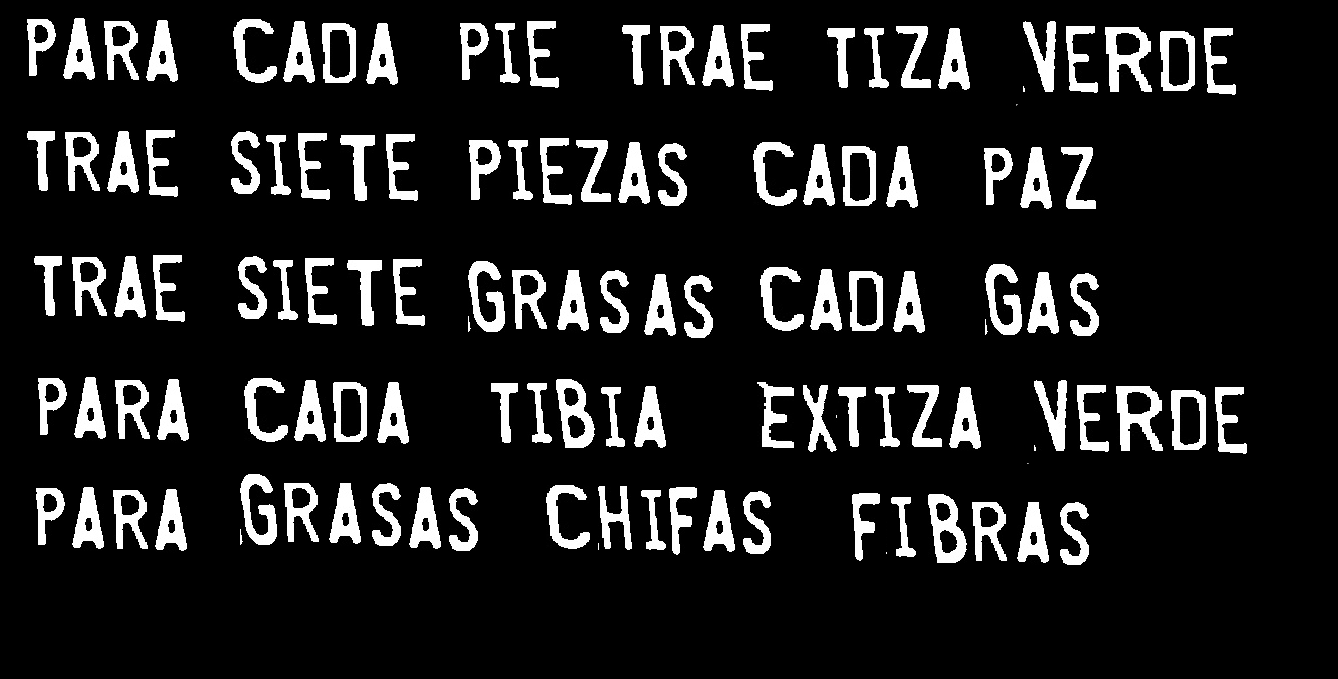 PARA CADA PIE TRAE TIZA VERDE
TRAE SIETE PIEZAS CADA PAZ
TRAE SIETE GRASAS CADA GAS
PARA CADA TIBIA EXTIZA VERDE
PARA GRASAS CHIFAS FIBRAS